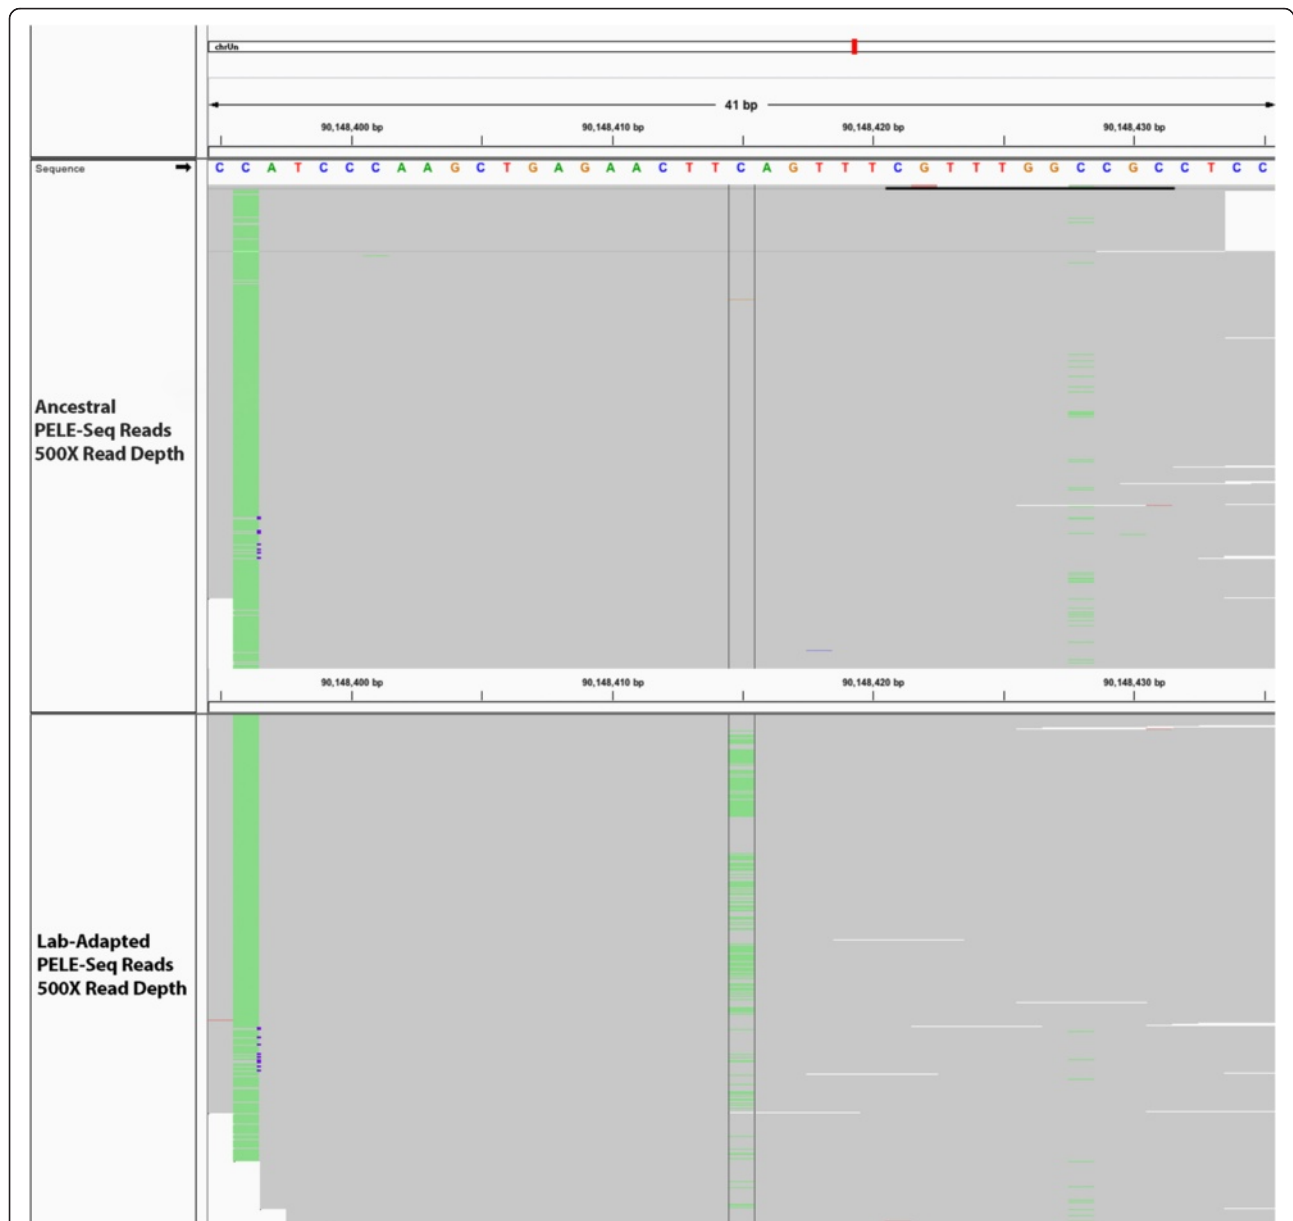 chrUn
41 bp
90,148,400 bp 90,148,410 bp 90,148,420 bp 90,148,430 bp
Sequence C C A T C C C A A G C T G A G A A C T T C A G T T T C G T T T G G C C G C C T C C
Ancestral
PELE-Seq Reads
500X Read Depth
90,148,400 bp 90,148,410 bp 90,148,420 bp 90,148,430 bp
Lab-Adapted
PELE-Seq Reads
500X Read Depth